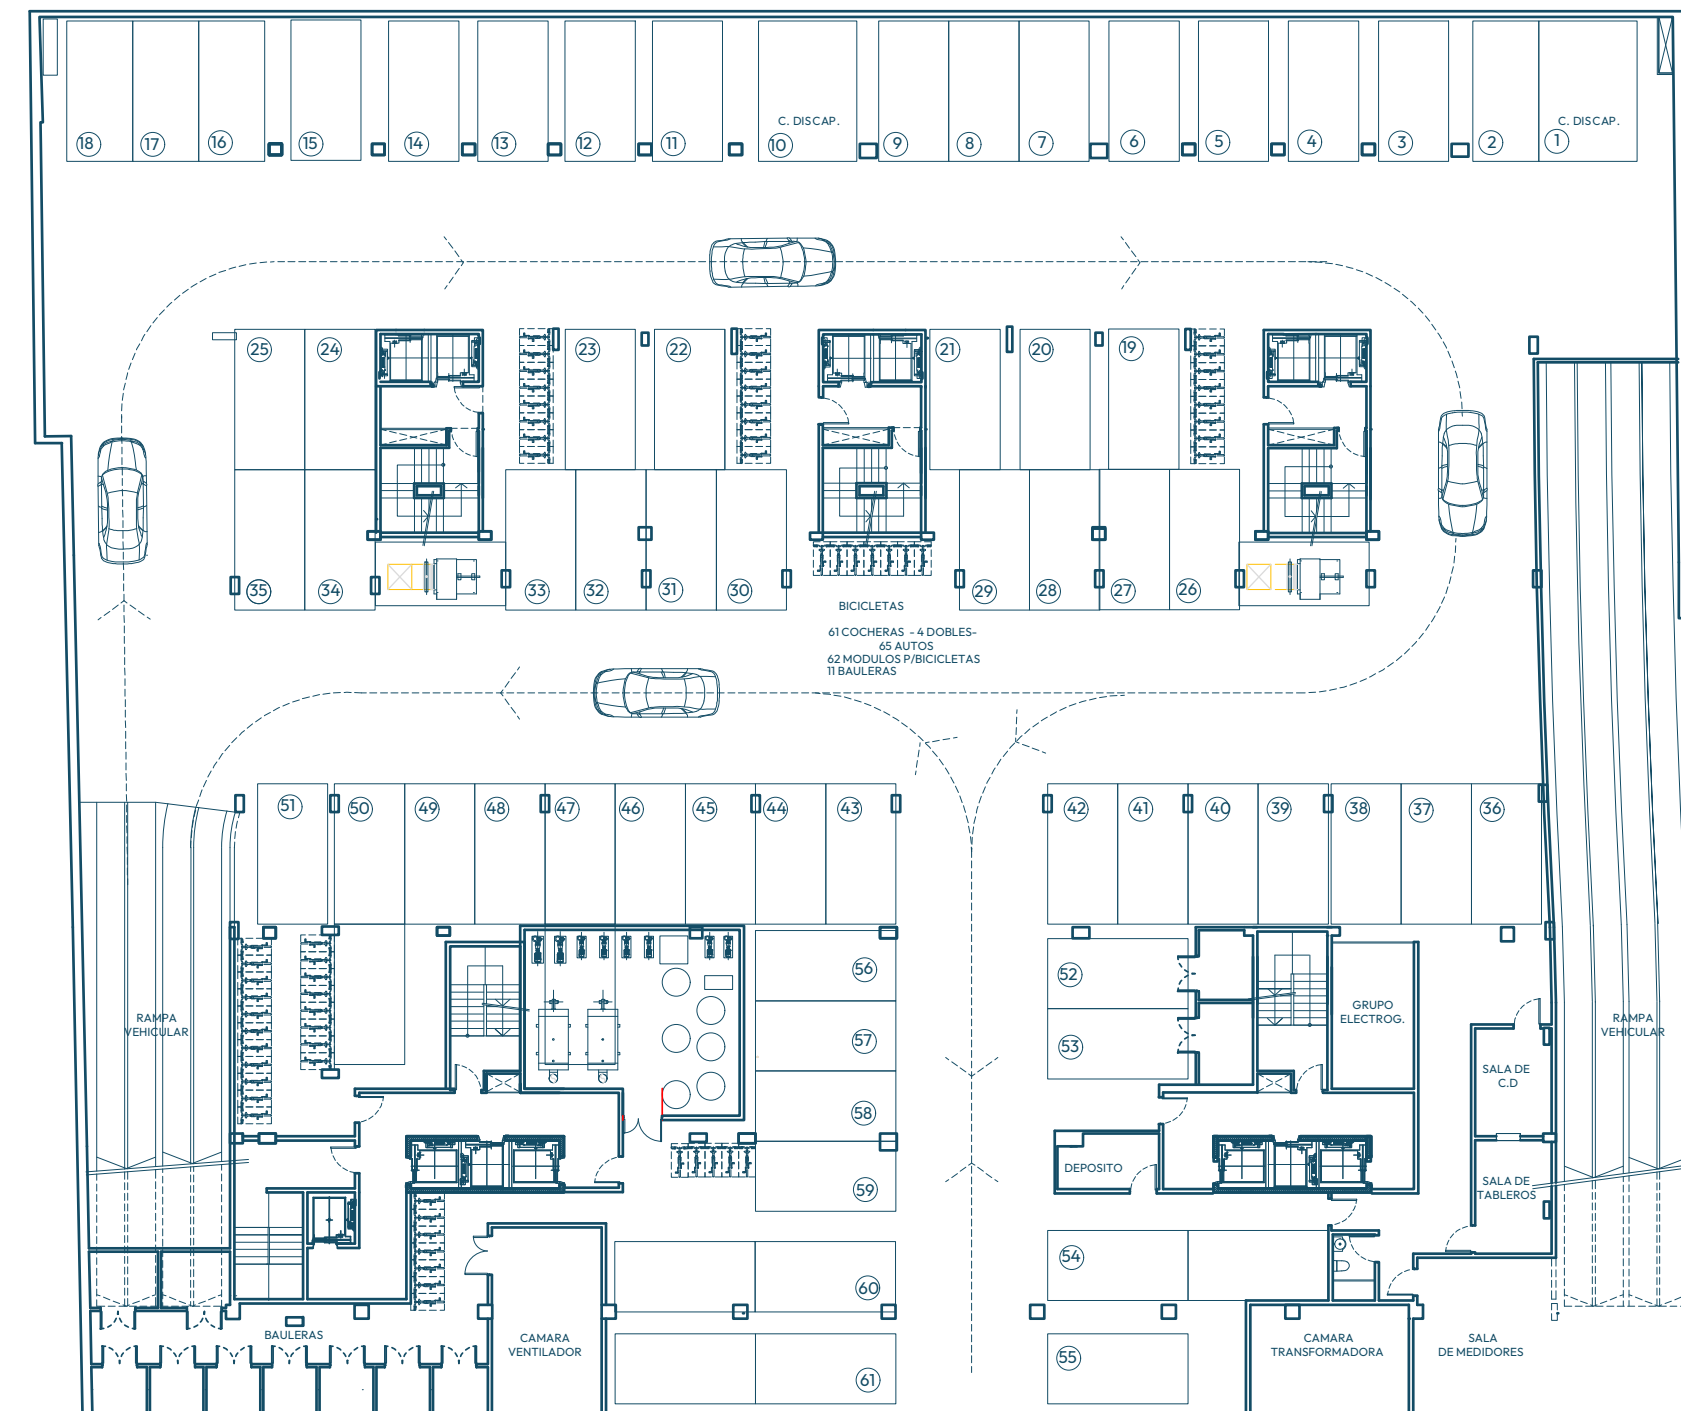 C. DISCAP.
C. DISCAP.
18
17
16
15
14
13
12
11
10
9
8
7
6
5
4
3
2
1
25
24
23
22
21
20
19
35
34
33
32
31
30
29
28
27
26
BICICLETAS
61 COCHERAS - 4 DOBLES-
65 AUTOS
62 MODULOS P/BICICLETAS
11 BAULERAS
51
50
49
48
47
46
45
44
43
42
41
40
39
38
37
36
56
52
57
53
58
59
RAMPA
VEHICULAR
GRUPO
ELECTROG.
RAMPA
VEHICULAR
SALA DE
C.D
DEPOSITO
SALA DE
TABLEROS
54
60
BAULERAS
CAMARA
VENTILADOR
55
61
CAMARA
TRANSFORMADORA
SALA
DE MEDIDORES